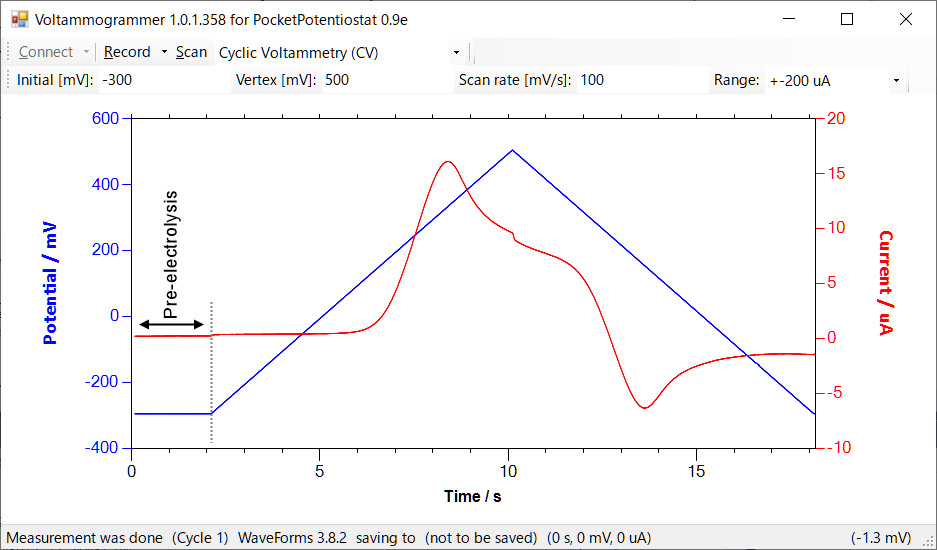 Voltammogrammer 1.0.1.358 for PocketPotentiostat 0.9e
Connect Record Scan Cyclic Voltammetry (CV)
Initial [mV]: -300 Vertex [mV]: 500 Scan rate [mV/s]: 100 Range: +-200 uA
600
400
200
0
-200
-400
Potential / mV
Pre-electrolysis
20
15
10
5
0
-5
-10
Current / uA
0 5 10 15
Time / s
Measurement was done (Cycle 1) WaveForms 3.8.2 saving to (not to be saved) (0 s, 0 mV, 0 uA) (-1.3 mV)